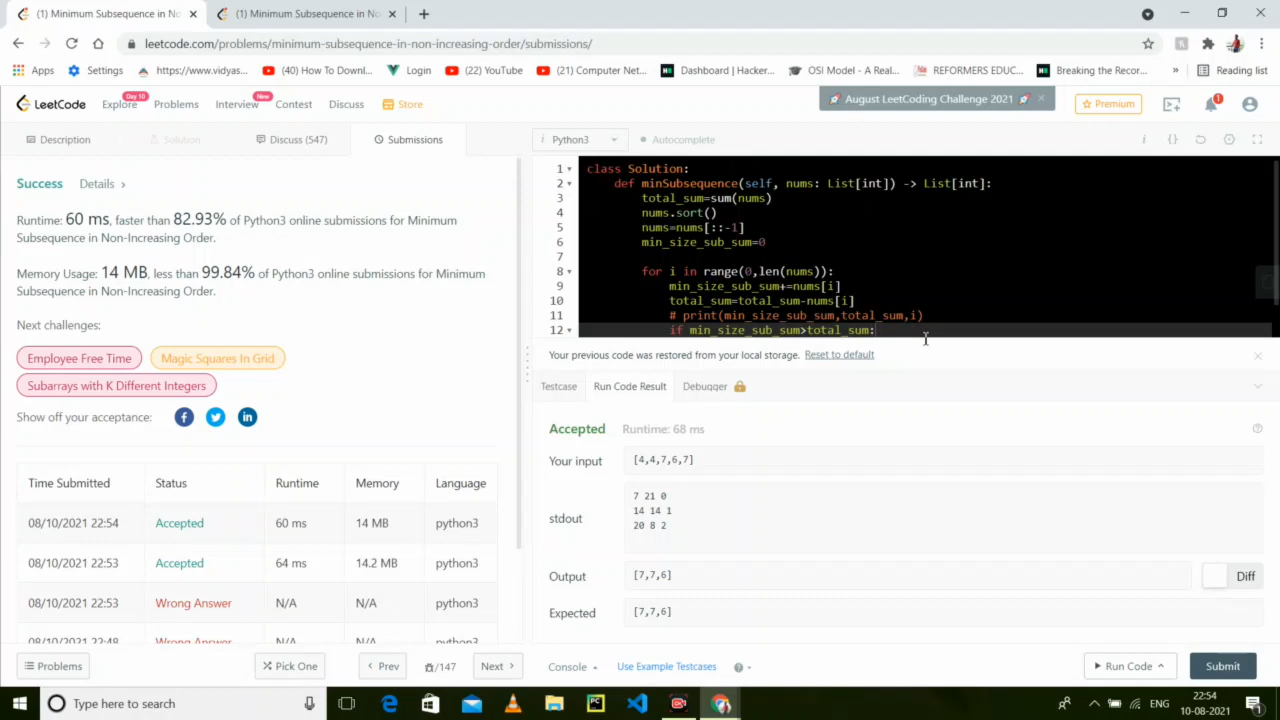 (1) Minimum Subsequence in No
(1) Minimum Subsequence in Non
leetcode.com/problems/minimum-subsequence-in-non-increasing-order/submissions/
Apps Settings https://www.vidyas... (40) How To Downl... Login (22) YouTube (21) Computer Net... Dashboard | Hacker... OSI Model - A Real... REFORMERS EDUC... Breaking the Recor... » Reading list
LeetCode Explore Day 10 Problems Interview New Contest Discuss Store August LeetCoding Challenge 2021 Premium 1
Description Solution Discuss (547) Submissions
i Python3 Autocomplete i {}
Success Details >
Runtime: 60 ms, faster than 82.93% of Python3 online submissions for Minimum
Subsequence in Non-Increasing Order.
Memory Usage: 14 MB, less than 99.84% of Python3 online submissions for Minimum
Subsequence in Non-Increasing Order.
Next challenges:
Employee Free Time Magic Squares In Grid
Subarrays with K Different Integers
Show off your acceptance:
Time Submitted Status Runtime Memory Language
08/10/2021 22:54 Accepted 60 ms 14 MB python3
08/10/2021 22:53 Accepted 64 ms 14.2 MB python3
08/10/2021 22:53 Wrong Answer N/A N/A python3
08/10/2021 22:48 Wrong Answer N/A N/A python3
1 class Solution:
2 def minSubsequence(self, nums: List[int]) -> List[int]:
3 total_sum=sum(nums)
4 nums.sort()
5 nums=nums[::-1]
6 min_size_sub_sum=0
7
8 for i in range(0,len(nums)):
9 min_size_sub_sum+=nums[i]
10 total_sum=total_sum-nums[i]
11 # print(min_size_sub_sum,total_sum,i)
12 if min_size_sub_sum>total_sum:
Your previous code was restored from your local storage. Reset to default
Testcase Run Code Result Debugger
Accepted Runtime: 68 ms
Your input [4,4,7,6,7]
stdout
7 21 0
14 14 1
20 8 2
Output [7,7,6] Diff
Expected [7,7,6]
Problems Pick One < Prev /147 Next > Console Use Example Testcases Run Code Submit
Type here to search ENG 22:54
10-08-2021 1